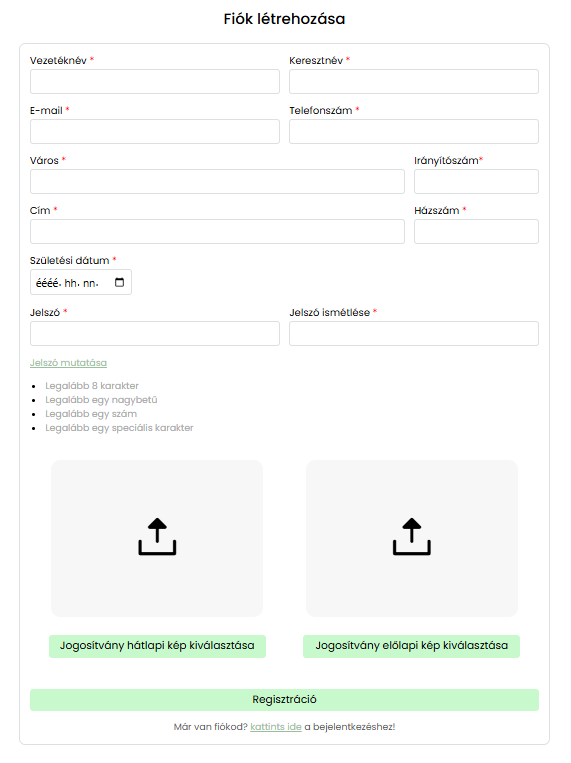 Fiók létrehozása
Vezetéknév * Keresztnév *
E-mail * Telefonszám *
Város * Irányítószám*
Cím * Házszám *
Születési dátum *
éééé. hh. nn.
Jelszó * Jelszó ismétlése *
Jelszó mutatása
Legalább 8 karakter
Legalább egy nagybetű
Legalább egy szám
Legalább egy speciális karakter
Jogosítvány hátlapi kép kiválasztása Jogosítvány előlapi kép kiválasztása
Regisztráció
Már van fiókod? kattints ide a bejelentkezéshez!